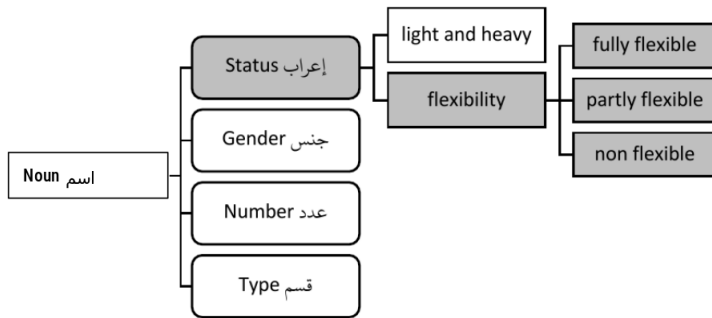 Noun اسم
Status إعراب
Gender جنس
Number عدد
Type قسم
light and heavy
flexibility
fully flexible
partly flexible
non flexible